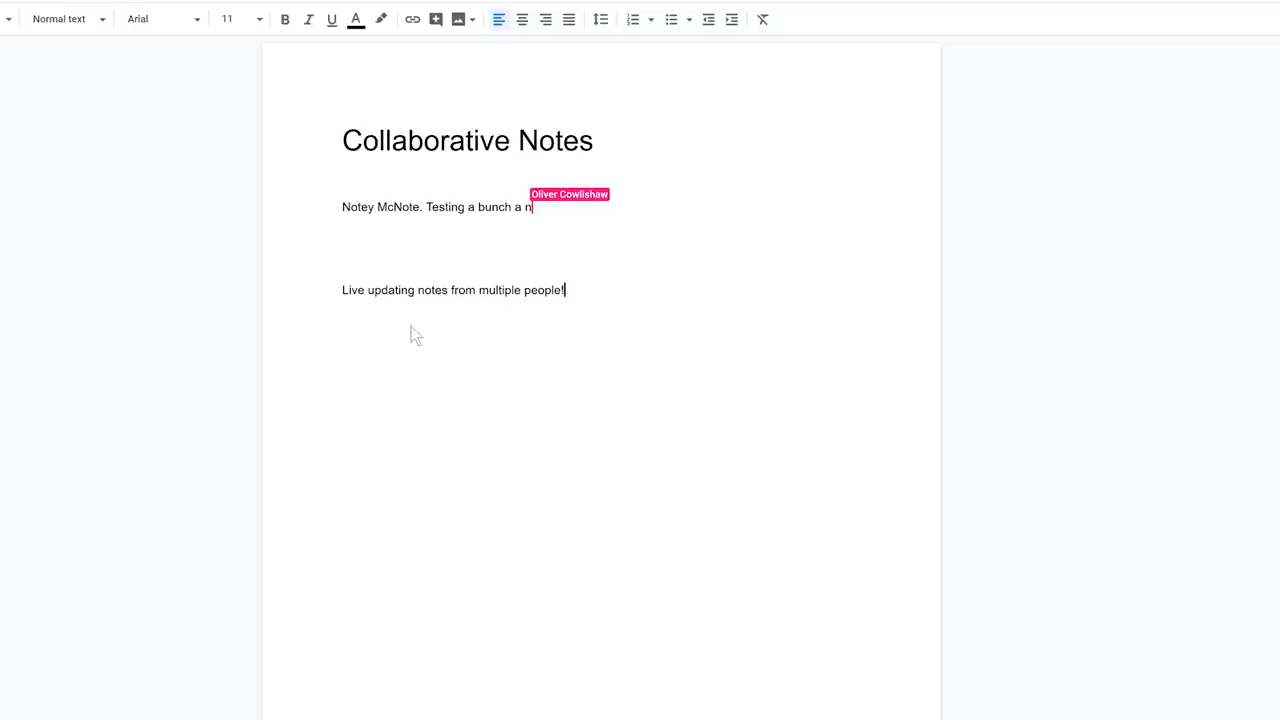 Normal text Arial 11
Collaborative Notes
Oliver Cowlishaw
Notey McNote. Testing a bunch a n
Live updating notes from multiple people!